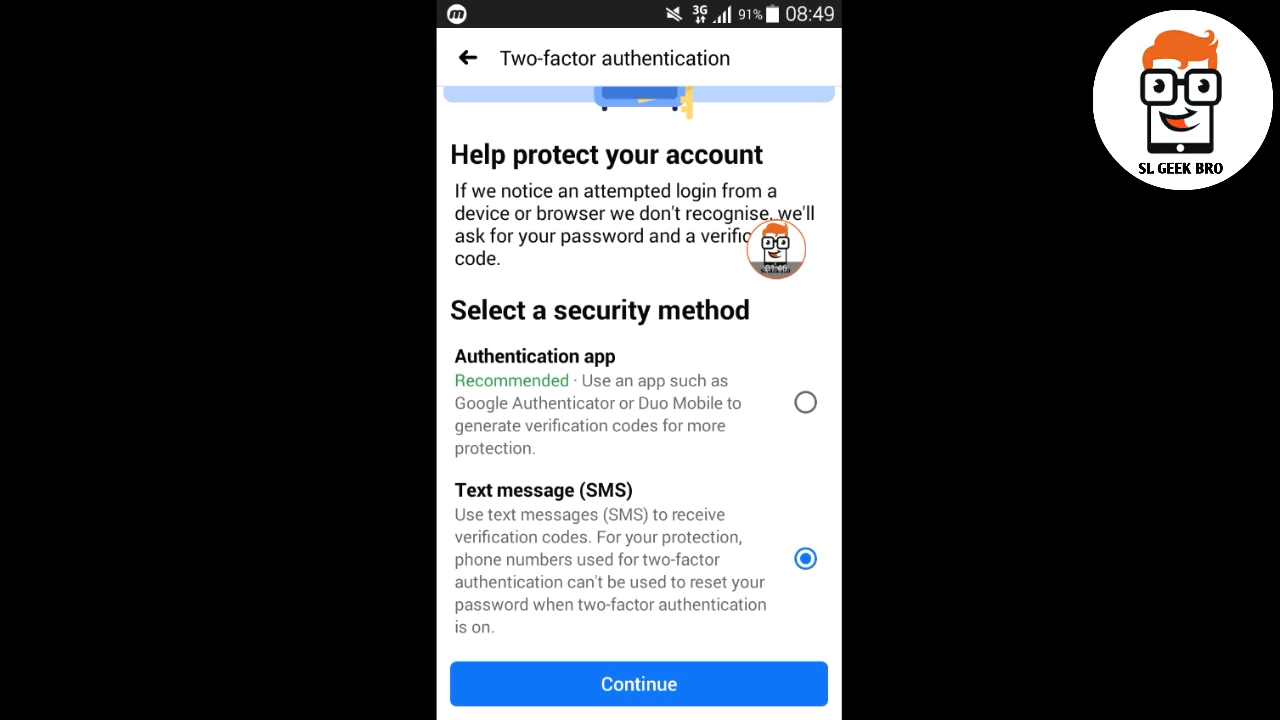 m 3G 91% 08:49
Two-factor authentication
SL GEEK BRO
Help protect your account
If we notice an attempted login from a
device or browser we don't recognise, we'll
ask for your password and a verific
code.
Select a security method
Authentication app
Recommended · Use an app such as
Google Authenticator or Duo Mobile to
generate verification codes for more
protection.
Text message (SMS)
Use text messages (SMS) to receive
verification codes. For your protection,
phone numbers used for two-factor
authentication can't be used to reset your
password when two-factor authentication
is on.
Continue